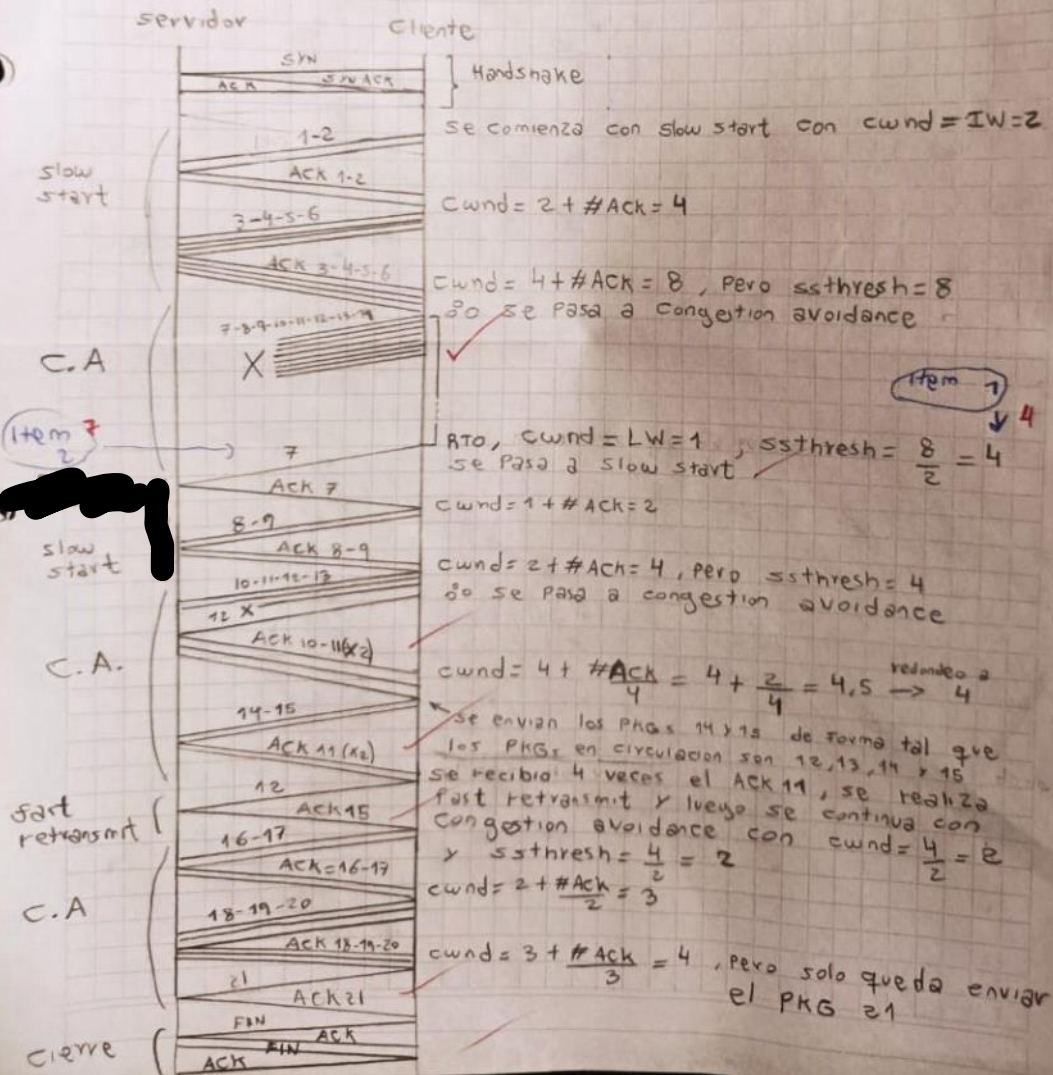 servidor
Cliente
SYN
SYN ACK
ACK
} Handshake
1-2
Se comienza con slow start con cwnd = IW=2
slow
start
ACK 1-2
Cwnd = 2 + #Ack = 4
3-4-5-6
ACK 3-4-5-6
cwnd = 4 + #Ack = 8, pero ssthresh = 8
se pasa a congestion avoidance
7-8-9-10-11-12-13-14
X
C.A
Item 1
4
Item 7
2
7
RTO, cwnd = LW = 1, ssthresh = 8/2 = 4
se pasa a slow start
ACK 7
cwnd = 1 + #Ack = 2
8-9
slow
start
ACK 8-9
cwnd = 2 + #Ack = 4, pero ssthresh = 4
se pasa a congestion avoidance
10-11-12-13
12 X
ACK 10-11(x2)
C.A.
cwnd = 4 + #Ack/4 = 4 + 2/4 = 4,5 → redondeo a 4
14-15
se envian los PKGs 14 y 15 de forma tal que
los PKGs en circulacion son 12,13,14 y 15
ACK 11 (x2)
se recibio 4 veces el ACK 11, se realiza
12
fast retransmit y luego se continua con
fast
retransmit
ACK 15
congestion avoidance con cwnd = 4/2 = 2
16-17
y ssthresh = 4/2 = 2
ACK=16-17
cwnd = 2 + #Ack/2 = 3
C.A
18-19-20
ACK 18-19-20
cwnd = 3 + #Ack/3 = 4, pero solo queda enviar
el PKG 21
21
ACK 21
FIN
ACK
cierre
FIN
ACK